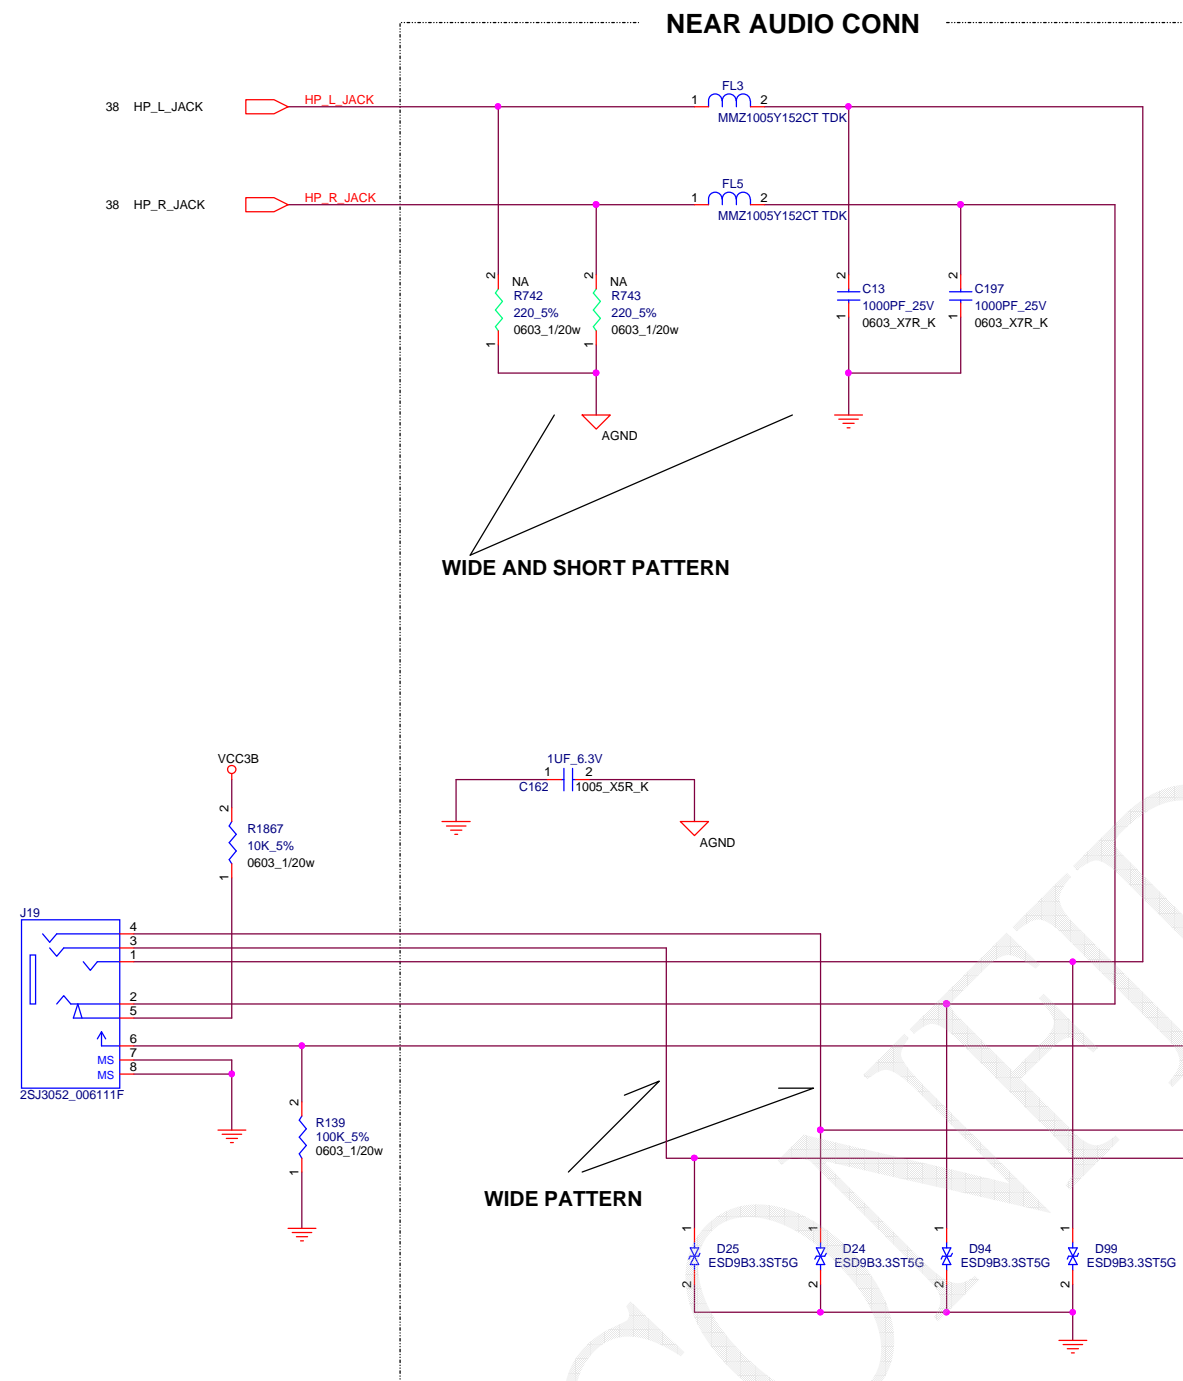 NEAR AUDIO CONN
FL3
38 HP_L_JACK
HP_L_JACK
1 2
MMZ1005Y152CT TDK
FL5
38 HP_R_JACK
HP_R_JACK
1 2
MMZ1005Y152CT TDK
2 NA
R742
220_5%
0603_1/20w
1
2 NA
R743
220_5%
0603_1/20w
1
2 C13
1000PF_25V
0603_X7R_K
1
2 C197
1000PF_25V
0603_X7R_K
1
AGND
WIDE AND SHORT PATTERN
VCC3B
1UF_6.3V
1 2
C162 1005_X5R_K
AGND
2
R1867
10K_5%
0603_1/20w
1
J19
4
3
1
2
5
6
MS 7
MS 8
2SJ3052_006111F
2
R139
100K_5%
0603_1/20w
1
WIDE PATTERN
1
D25
ESD9B3.3ST5G
2
1
D24
ESD9B3.3ST5G
2
1
D94
ESD9B3.3ST5G
2
1
D99
ESD9B3.3ST5G
2